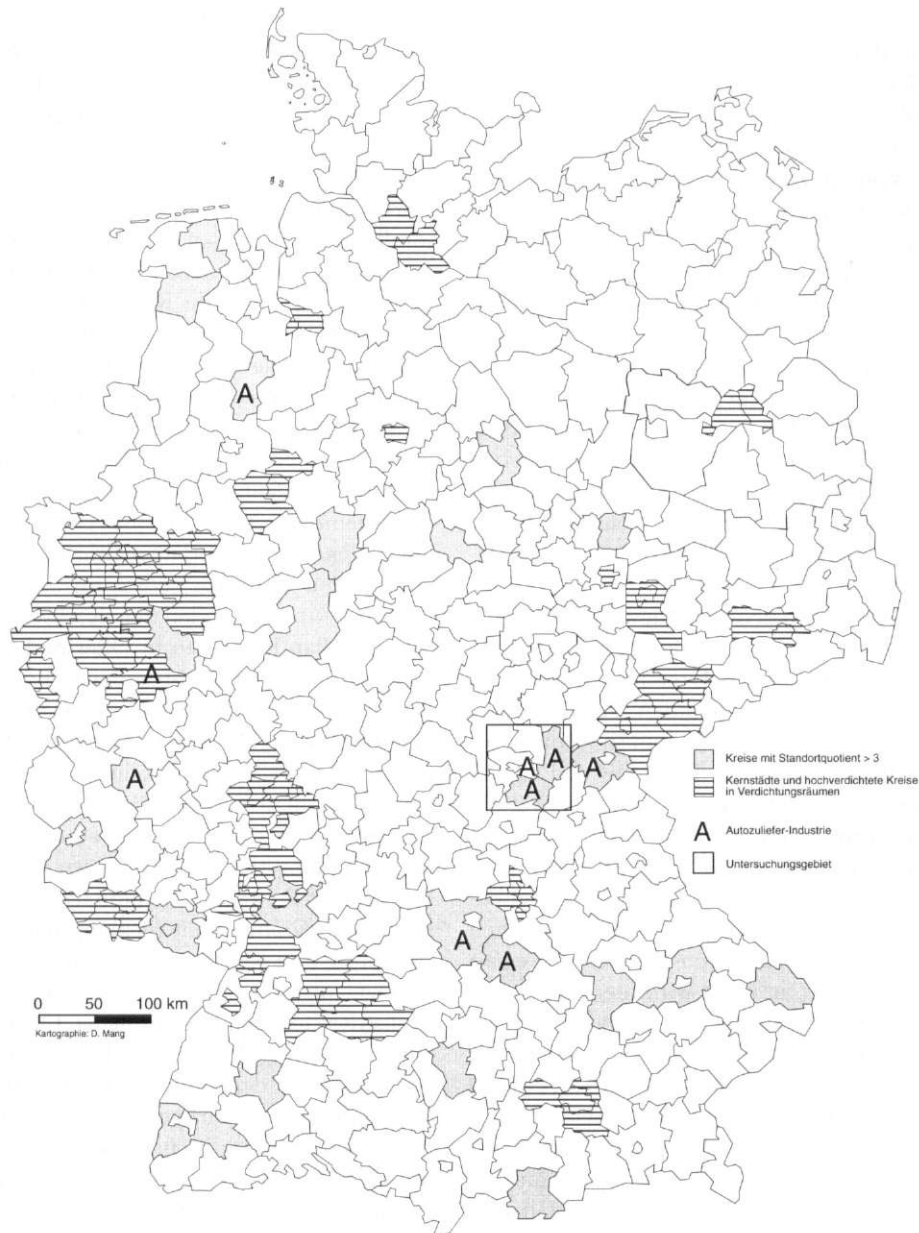 A
A
A
A
A
A
A
A
Kreise mit Standortquotient > 3
Kernstädte und hochverdichtete Kreise
in Verdichtungsräumen
A Autozuliefer-Industrie
Untersuchungsgebiet
0 50 100 km
Kartographie: D. Mang